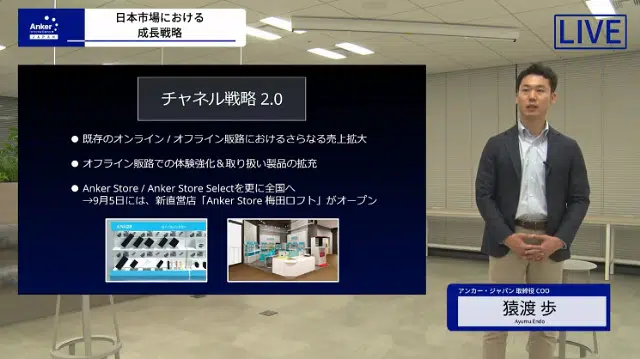 Anker
JAPAN
日本市場における
成長戦略
LIVE
チャネル戦略 2.0
● 既存のオンライン / オフライン販路におけるさらなる売上拡大
● オフライン販路での体験強化＆取り扱い製品の拡充
● Anker Store / Anker Store Selectを更に全国へ
→9月5日には、新直営店「Anker Store 梅田ロフト」がオープン
アンカー・ジャパン 取締役 COO
猿渡 歩
Ayumu Endo